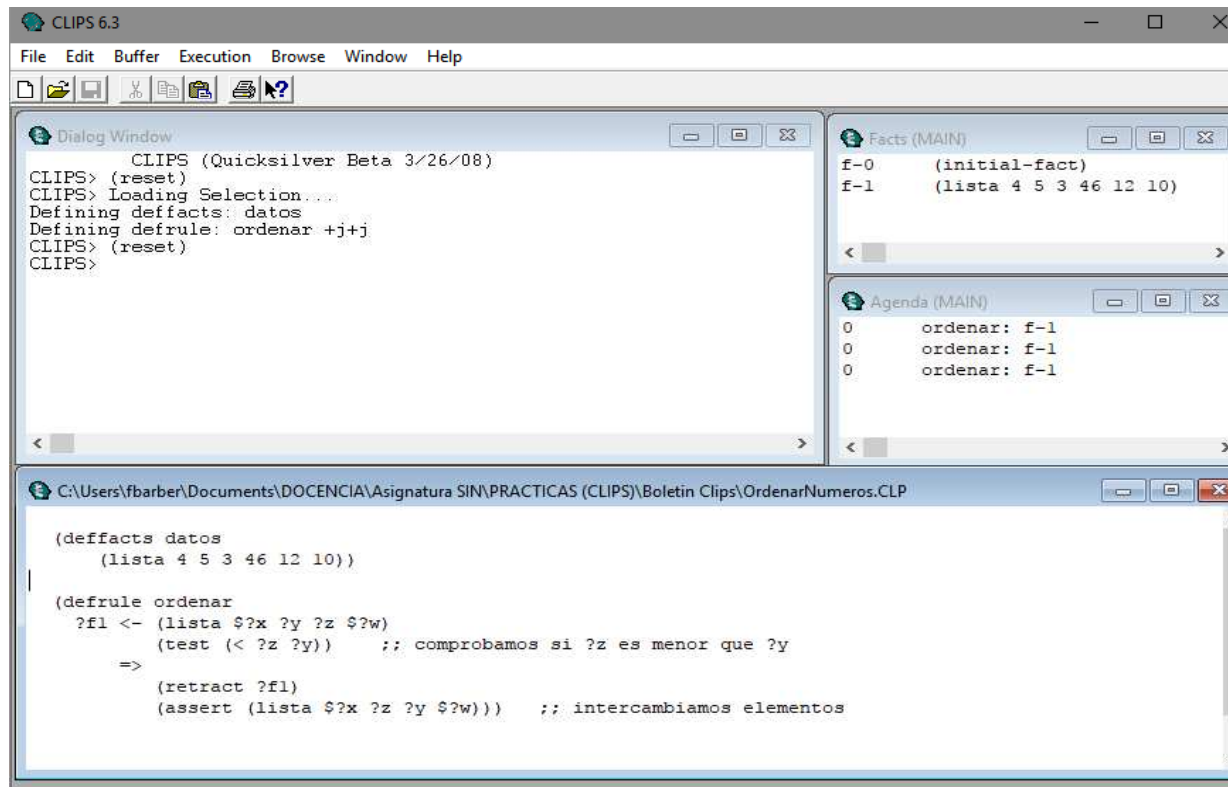 CLIPS 6.3
File Edit Buffer Execution Browse Window Help
Dialog Window
CLIPS (Quicksilver Beta 3/26/08)
CLIPS> (reset)
CLIPS> Loading Selection...
Defining deffacts: datos
Defining defrule: ordenar +j+j
CLIPS> (reset)
CLIPS>
Facts (MAIN)
f-0 (initial-fact)
f-1 (lista 4 5 3 46 12 10)
Agenda (MAIN)
0 ordenar: f-1
0 ordenar: f-1
0 ordenar: f-1
C:\Users\fbarber\Documents\DOCENCIA\Asignatura SIN\PRACTICAS (CLIPS)\Boletin Clips\OrdenarNumeros.CLP
(deffacts datos
(lista 4 5 3 46 12 10))
(defrule ordenar
?f1 <- (lista $?x ?y ?z $?w)
(test (< ?z ?y)) ;; comprobamos si ?z es menor que ?y
=>
(retract ?f1)
(assert (lista $?x ?z ?y $?w))) ;; intercambiamos elementos